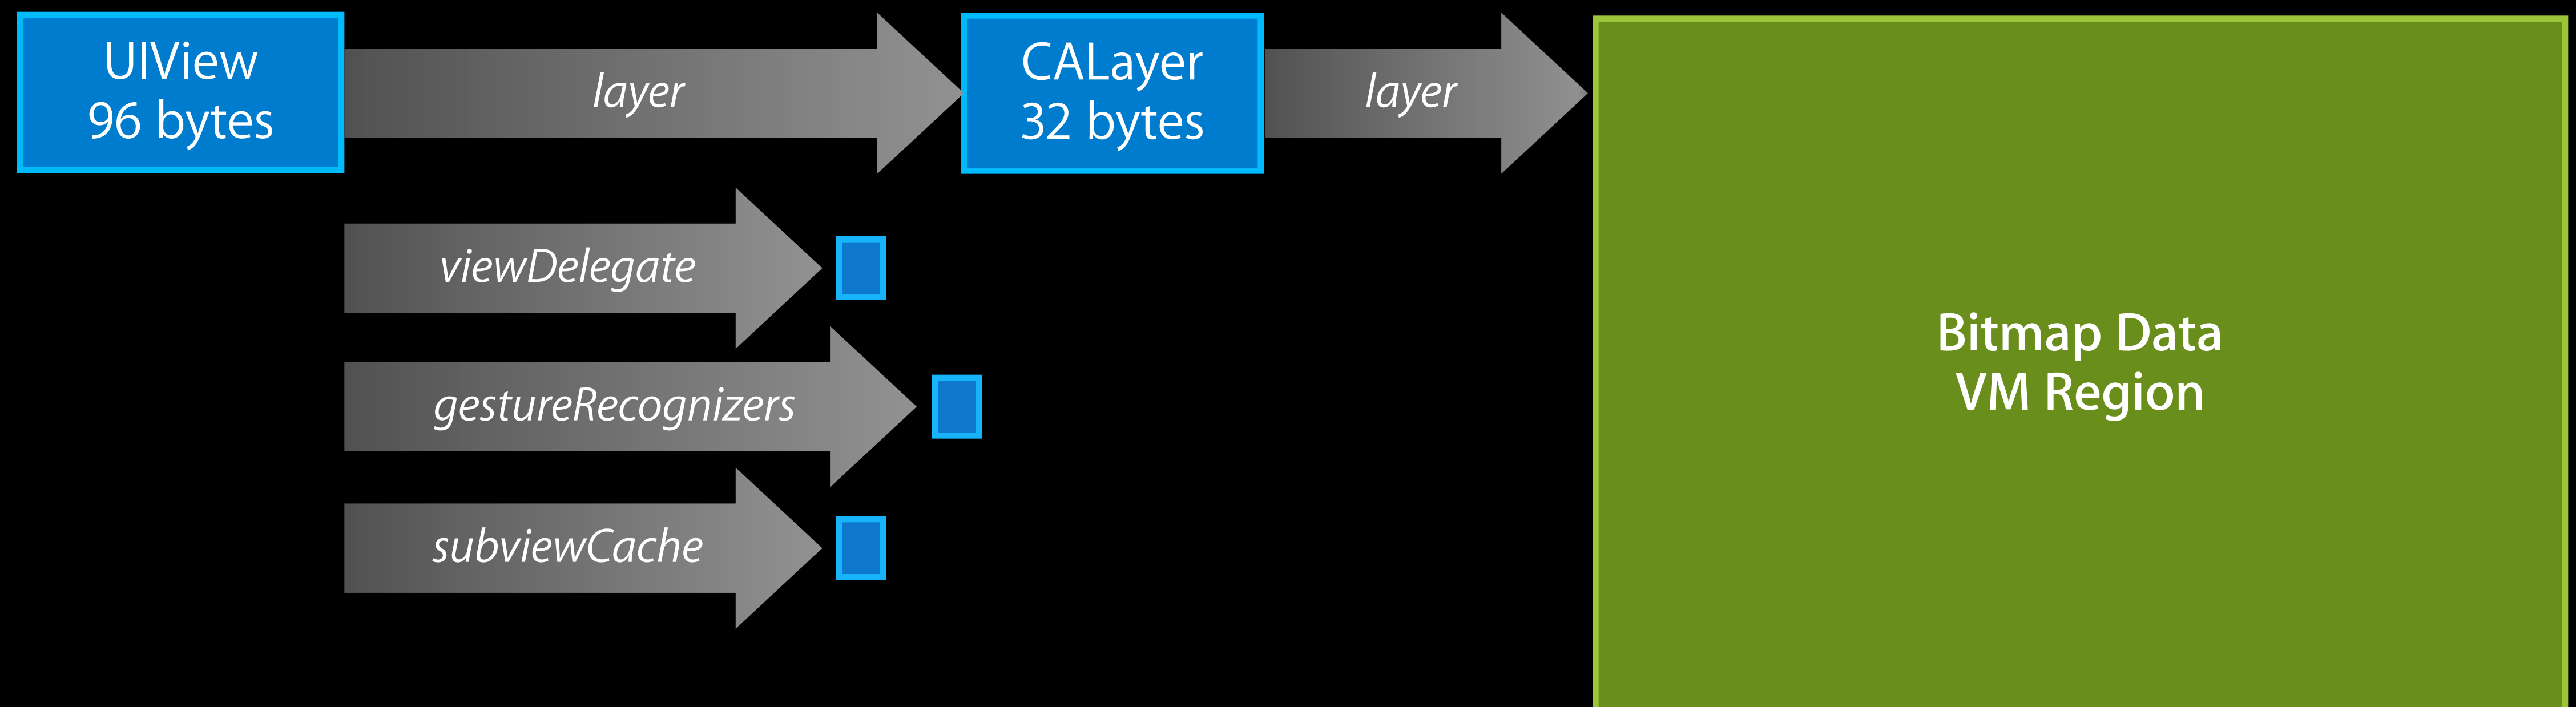 UIView
96 bytes
layer
CALayer
32 bytes
layer
viewDelegate
gestureRecognizers
subviewCache
Bitmap Data
VM Region